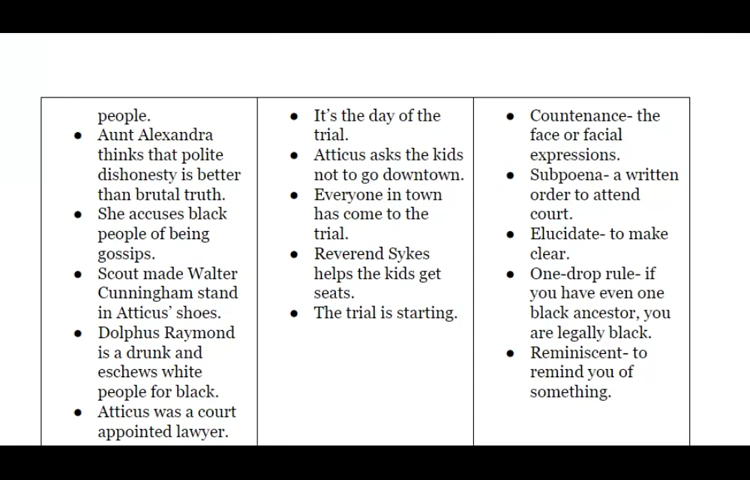 people.
● Aunt Alexandra
thinks that polite
dishonesty is better
than brutal truth.
● She accuses black
people of being
gossips.
● Scout made Walter
Cunningham stand
in Atticus’ shoes.
● Dolphus Raymond
is a drunk and
eschews white
people for black.
● Atticus was a court
appointed lawyer.
● It’s the day of the
trial.
● Atticus asks the kids
not to go downtown.
● Everyone in town
has come to the
trial.
● Reverend Sykes
helps the kids get
seats.
● The trial is starting.
● Countenance- the
face or facial
expressions.
● Subpoena- a written
order to attend
court.
● Elucidate- to make
clear.
● One-drop rule- if
you have even one
black ancestor, you
are legally black.
● Reminiscent- to
remind you of
something.